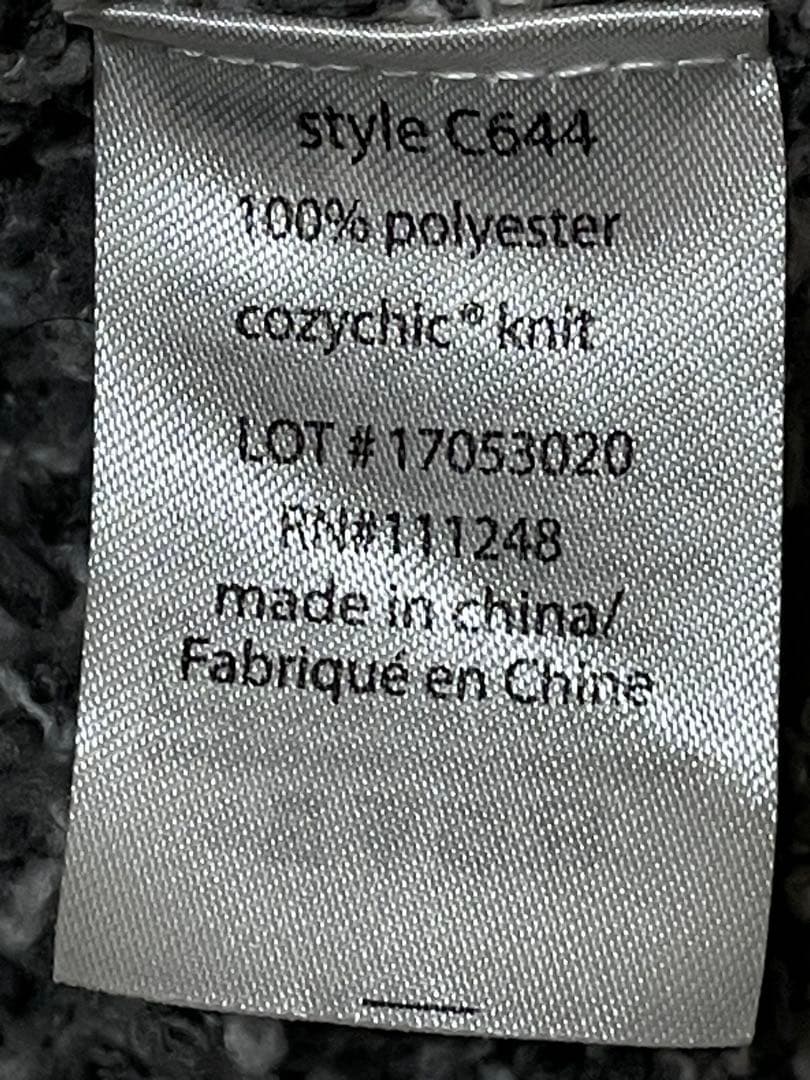 style C644
100% polyester
cozychic® knit
LOT # 17053020
RN#111248
made in china/
Fabriqué en Chine